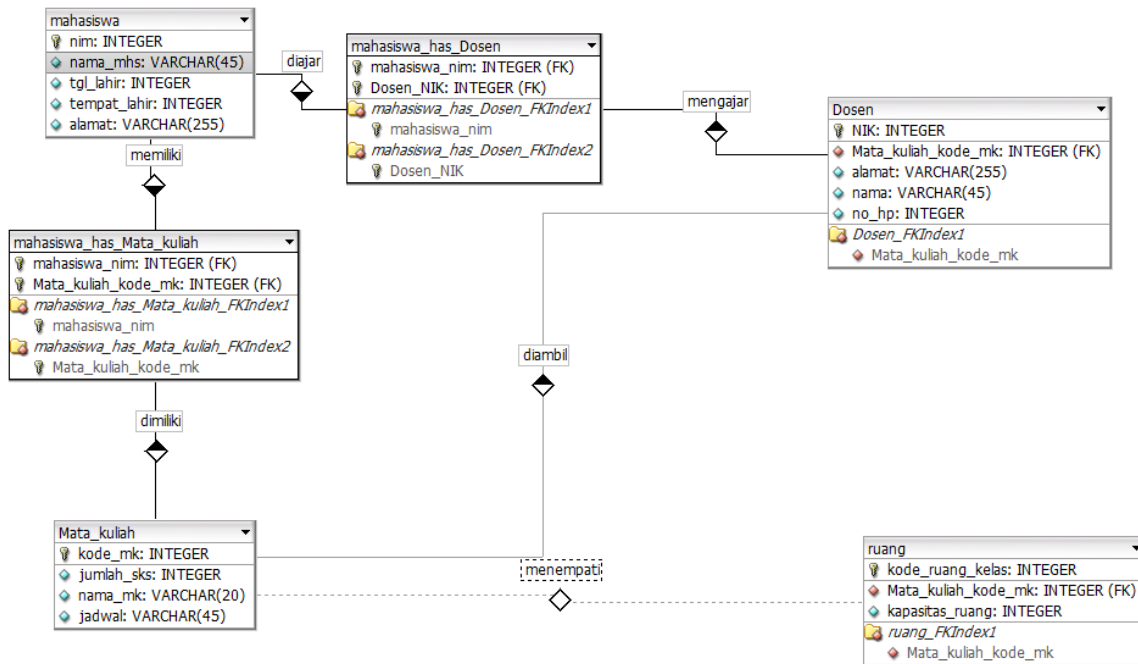 mahasiswa
nim: INTEGER
nama_mhs: VARCHAR(45)
tgl_lahir: INTEGER
tempat_lahir: INTEGER
alamat: VARCHAR(255)
diajar
mahasiswa_has_Dosen
mahasiswa_nim: INTEGER (FK)
Dosen_NIK: INTEGER (FK)
mahasiswa_has_Dosen_FKIndex1
mahasiswa_nim
mahasiswa_has_Dosen_FKIndex2
Dosen_NIK
mengajar
Dosen
NIK: INTEGER
Mata_kuliah_kode_mk: INTEGER (FK)
alamat: VARCHAR(255)
nama: VARCHAR(45)
no_hp: INTEGER
Dosen_FKIndex1
Mata_kuliah_kode_mk
memiliki
mahasiswa_has_Mata_kuliah
mahasiswa_nim: INTEGER (FK)
Mata_kuliah_kode_mk: INTEGER (FK)
mahasiswa_has_Mata_kuliah_FKIndex1
mahasiswa_nim
mahasiswa_has_Mata_kuliah_FKIndex2
Mata_kuliah_kode_mk
diambil
dimiliki
Mata_kuliah
kode_mk: INTEGER
jumlah_sks: INTEGER
nama_mk: VARCHAR(20)
jadwal: VARCHAR(45)
menempati
ruang
kode_ruang_kelas: INTEGER
Mata_kuliah_kode_mk: INTEGER (FK)
kapasitas_ruang: INTEGER
ruang_FKIndex1
Mata_kuliah_kode_mk